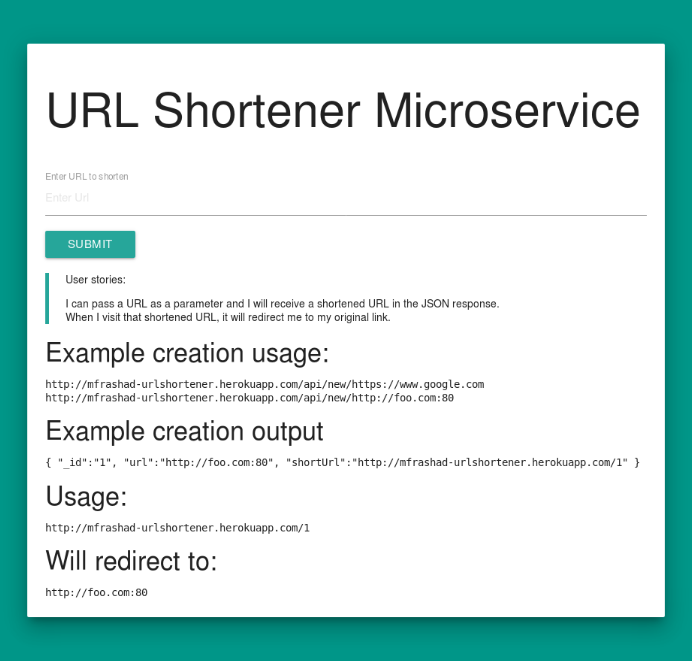 URL Shortener Microservice
Enter URL to shorten
Enter Url
SUBMIT
User stories:
I can pass a URL as a parameter and I will receive a shortened URL in the JSON response.
When I visit that shortened URL, it will redirect me to my original link.
Example creation usage:
http://mfrashad-urlshortener.herokuapp.com/api/new/https://www.google.com
http://mfrashad-urlshortener.herokuapp.com/api/new/http://foo.com:80
Example creation output
{ "_id":"1", "url":"http://foo.com:80", "shortUrl":"http://mfrashad-urlshortener.herokuapp.com/1" }
Usage:
http://mfrashad-urlshortener.herokuapp.com/1
Will redirect to:
http://foo.com:80